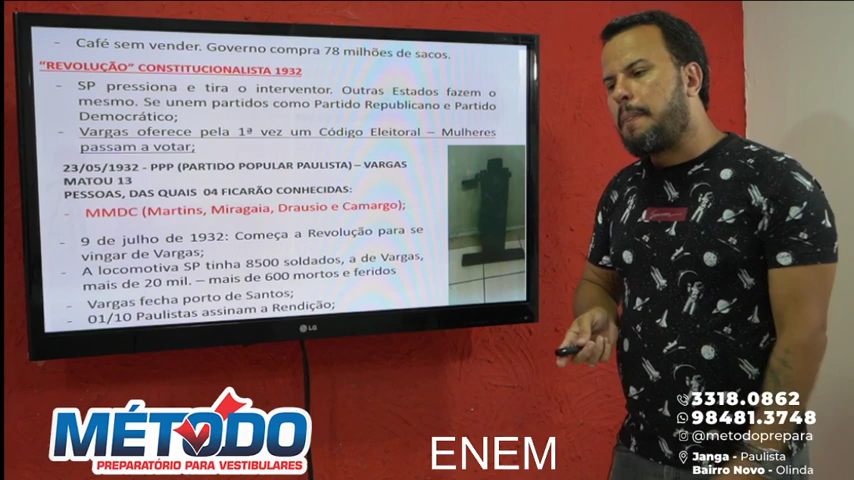 - Café sem vender. Governo compra 78 milhões de sacos.
"REVOLUÇÃO" CONSTITUCIONALISTA 1932
- SP pressiona e tira o interventor. Outras Estados fazem o
mesmo. Se unem partidos como Partido Republicano e Partido
Democrático;
- Vargas oferece pela 1ª vez um Código Eleitoral – Mulheres
passam a votar;
23/05/1932 - PPP (PARTIDO POPULAR PAULISTA) – VARGAS
MATOU 13
PESSOAS, DAS QUAIS 04 FICARÃO CONHECIDAS:
- MMDC (Martins, Miragaia, Drausio e Camargo);
- 9 de julho de 1932: Começa a Revolução para se
vingar de Vargas;
- A locomotiva SP tinha 8500 soldados, a de Vargas,
mais de 20 mil. – mais de 600 mortos e feridos
- Vargas fecha porto de Santos;
- 01/10 Paulistas assinam a Rendição;
LG
MÉTODO
PREPARATÓRIO PARA VESTIBULARES
ENEM
3318.0862
98481.3748
@metodoprepara
Janga - Paulista
Bairro Novo - Olinda